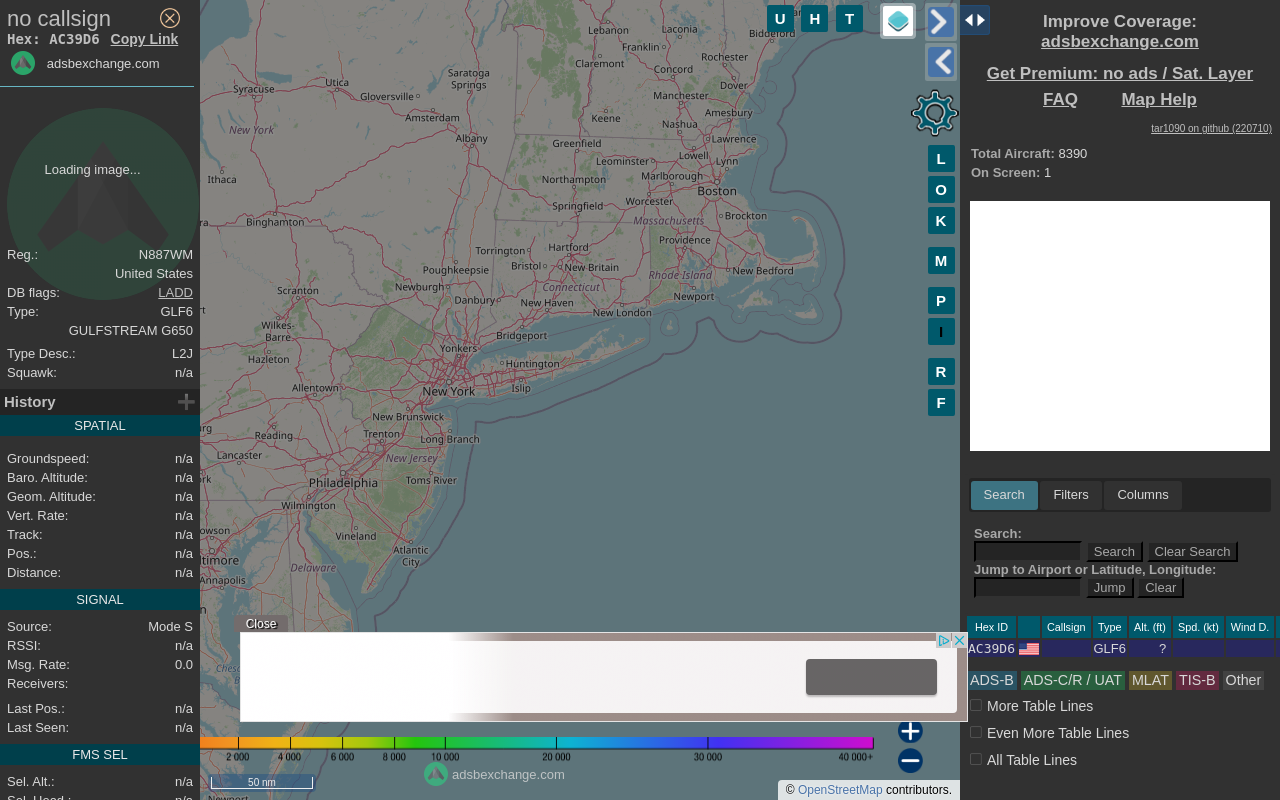 no callsign
Hex: AC39D6 Copy Link
adsbexchange.com
Loading image...
Reg.: N887WM
United States
DB flags: LADD
Type: GLF6
GULFSTREAM G650
Type Desc.: L2J
Squawk: n/a
History
SPATIAL
Groundspeed: n/a
Baro. Altitude: n/a
Geom. Altitude: n/a
Vert. Rate: n/a
Track: n/a
Pos.: n/a
Distance: n/a
SIGNAL
Source: Mode S
RSSI: n/a
Msg. Rate: 0.0
Receivers:
Last Pos.: n/a
Last Seen: n/a
FMS SEL
Sel. Alt.: n/a
U H T
L
O
K
M
P
I
R
F
Lebanon
Laconia
Biddeford
Franklin
Claremont
Rochester
Concord
Saratoga
Springs
Utica
Syracuse
Gloversville
Dover
Manchester
Amesbury
Amsterdam
Keene
Nashua
New York
Albany
Greenfield
Lawrence
Lowell
Leominster
Lynn
Ithaca
Northampton
Marlborough
Boston
Springfield
Worcester
Binghamton
Massachusetts
Brockton
Providence
Torrington
Hartford
Poughkeepsie
Bristol
New Britain
Rhode Island
New Bedford
Connecticut
Newburgh
Scranton
Danbury
New Haven
Newport
New London
Wilkes-
Barre
Bridgeport
Yonkers
Hazleton
Huntington
Allentown
New York
Islip
New Brunswick
Reading
Trenton
Long Branch
Lancaster
New Jersey
Philadelphia
Toms River
Wilmington
Vineland
Atlantic
City
Delaware
Annapolis
Close
2 000 4 000 6 000 8 000 10 000 20 000 30 000 40 000+
adsbexchange.com
50 nm
© OpenStreetMap contributors.
Improve Coverage:
adsbexchange.com
Get Premium: no ads / Sat. Layer
FAQ Map Help
tar1090 on github (220710)
Total Aircraft: 8390
On Screen: 1
Search Filters Columns
Search:
Search Clear Search
Jump to Airport or Latitude, Longitude:
Jump Clear
Hex ID Callsign Type Alt. (ft) Spd. (kt) Wind D.
AC39D6 GLF6 ?
ADS-B ADS-C/R / UAT MLAT TIS-B Other
More Table Lines
Even More Table Lines
All Table Lines